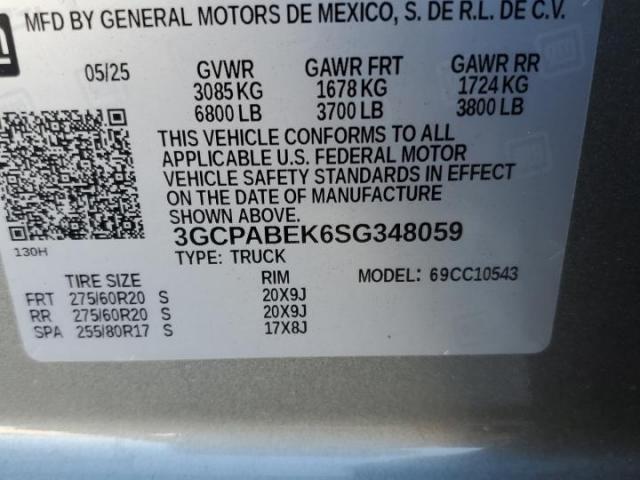 MFD BY GENERAL MOTORS DE MEXICO, S. DE R.L. DE C.V.
05/25 GVWR GAWR FRT GAWR RR
3085 KG 1678 KG 1724 KG
6800 LB 3700 LB 3800 LB
THIS VEHICLE CONFORMS TO ALL
APPLICABLE U.S. FEDERAL MOTOR
VEHICLE SAFETY STANDARDS IN EFFECT
ON THE DATE OF MANUFACTURE
SHOWN ABOVE.
130H
3GCPABEK6SG348059
TYPE: TRUCK MODEL: 69CC10543
TIRE SIZE RIM
FRT 275/60R20 S 20X9J
RR 275/60R20 S 20X9J
SPA 255/80R17 S 17X8J